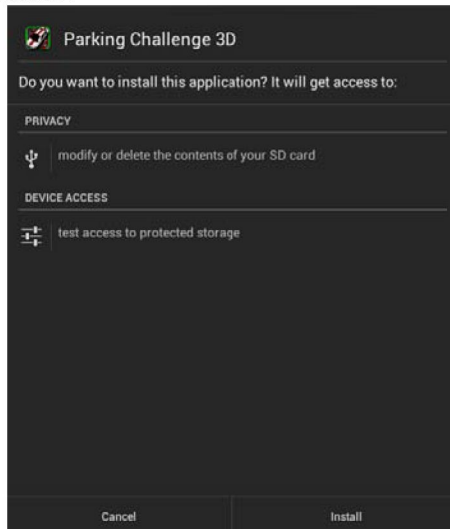 Parking Challenge 3D
Do you want to install this application? It will get access to:
PRIVACY
modify or delete the contents of your SD card
DEVICE ACCESS
test access to protected storage
Cancel
Install